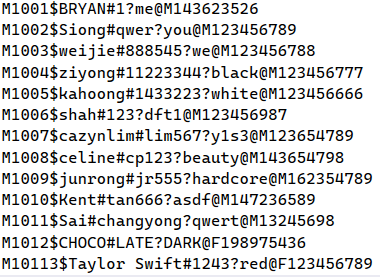 M1001$BRYAN#1?me@M143623526
M1002$Siong#qwer?you@M123456789
M1003$weijie#888545?we@M123456788
M1004$ziyong#11223344?black@M123456777
M1005$kahoong#1433223?white@M123456666
M1006$shah#123?dft1@M123456987
M1007$cazynlim#lim567?y1s3@M123654789
M1008$celine#cp123?beauty@M143654798
M1009$junrong#jr555?hardcore@M162354789
M1010$Kent#tan666?asdf@M147236589
M1011$Sai#changyong?qwert@M13245698
M1012$CHOCO#LATE?DARK@F198975436
M10113$Taylor Swift#1243?red@F123456789